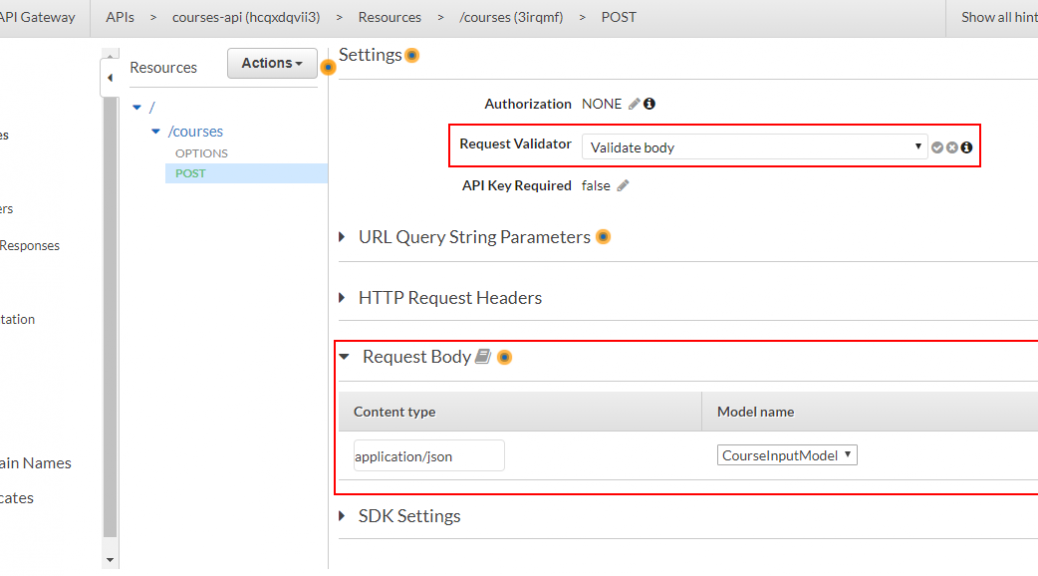 API Gateway APIs > courses-api (hcqxdqvii3) > Resources > /courses (3irqmf) > POST Show all hint
Resources Actions
/
/courses
OPTIONS
POST
es
ers
Responses
tation
ain Names
cates
Settings
Authorization NONE
Request Validator Validate body
API Key Required false
URL Query String Parameters
HTTP Request Headers
Request Body
Content type Model name
application/json CourseInputModel
SDK Settings